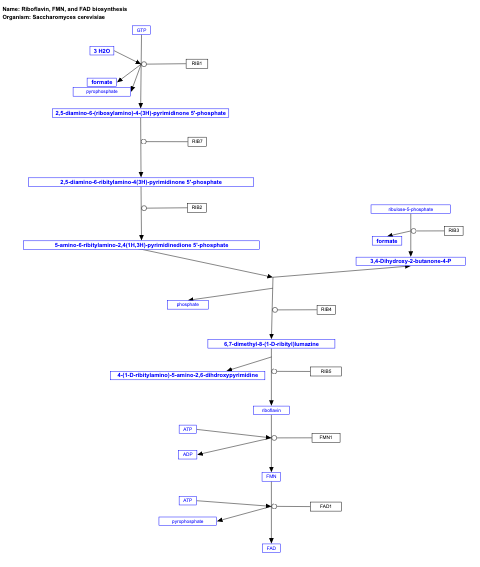 Name: Riboflavin, FMN, and FAD biosynthesis
Organism: Saccharomyces cerevisiae
GTP
3 H2O
RIB1
formate
pyrophosphate
2,5-diamino-6-(ribosylamino)-4-(3H)-pyrimidinone 5'-phosphate
RIB7
2,5-diamino-6-ribitylamino-4(3H)-pyrimidinone 5'-phosphate
RIB2
ribulose-5-phosphate
RIB3
formate
5-amino-6-ribitylamino-2,4(1H,3H)-pyrimidinedione 5'-phosphate
3,4-Dihydroxy-2-butanone-4-P
phosphate
RIB4
6,7-dimethyl-8-(1-D-ribityl)lumazine
RIB5
4-(1-D-ribitylamino)-5-amino-2,6-dihdroxypyrimidine
riboflavin
ATP
FMN1
ADP
FMN
ATP
FAD1
pyrophosphate
FAD